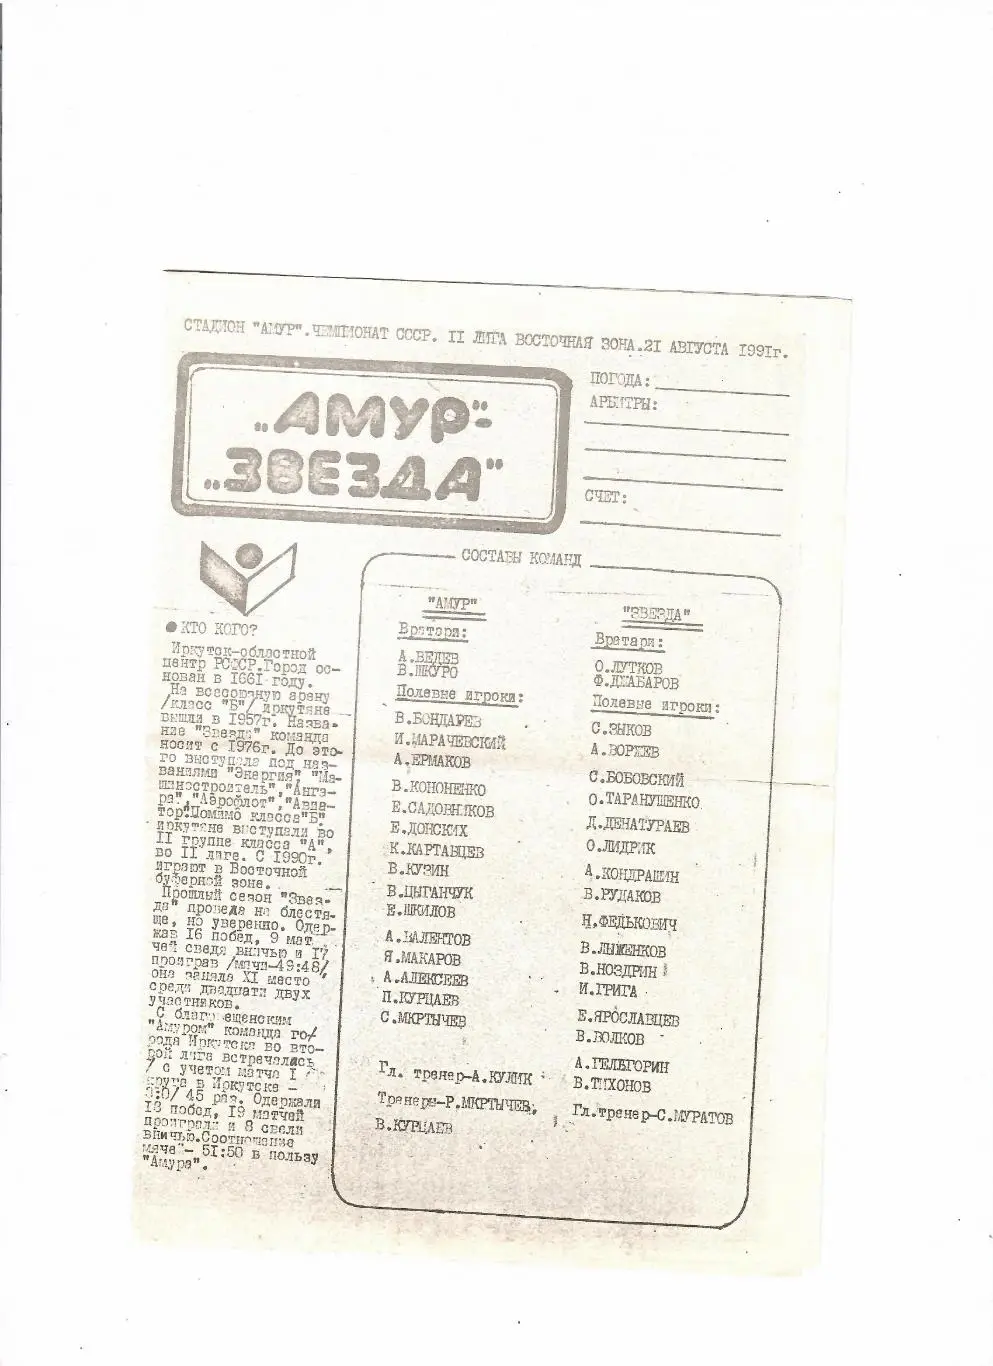 СТАДИОН "АМУР".ЧЕМПИОНАТ СССР. II ЛИГА ВОСТОЧНАЯ ЗОНА.21 АВГУСТА 1991г.
„АМУР"-
„ЗВЕЗДА"
ПОГОДА:
АРБИТРЫ:
СЧЕТ:
КТО КОГО?
Иркутск-областной
центр РСФСР.Город ос-
нован в 1661 году.
На всесоюзную арену
/класс "Б"/ иркутяне
вышли в 1957г. Назва-
ние "Звезда" команда
носит с 1976г. До это-
го выступала под наз-
ваниями "Энергия", "Ма-
шиностроитель","Анга-
ра","Аэрофлот","Авиа-
тор".Помимо класса"Б"
иркутяне выступали во
II группе класса "А",
во II лиге. С 1990г.
играют в Восточной
буферной зоне.
Прошлый сезон "Звез-
да" провела не блестя-
ще, но уверенно. Одер-
жав 16 побед, 9 мат
чей сведя вничью и 17
проиграв /мячи-49:48/
она заняла XI место
среди двадцати двух
участников.
С благовещенским
"Амуром" команда го/
рода Иркутска во вто-
рой лиге встречалась
/ с учетом матча I
круга в Иркутске -
3:0/ 45 раз. Одержали
18 побед, 19 матчей
проиграли и 8 свели
вничью.Соотношение
мячей- 51:50 в пользу
"Амура".
СОСТАВЫ КОМАНД
"АМУР"
Вратари:
А.ВЕДЕВ
В.ШКУРО
Полевые игроки:
В.БОНДАРЕВ
И.МАРАЧЕВСКИЙ
А.ЕРМАКОВ
В.КОНОНЕНКО
Е.САДОВНИКОВ
Е.ДОНСКИХ
К.КАРТАВЦЕВ
В.КУЗИН
В.ЦЫГАНЧУК
Е.ШКИЛОВ
А.ВАЛЕНТОВ
Я.МАКАРОВ
А.АЛЕКСЕЕВ
П.КУРЦАЕВ
С.МКРТЫЧЕВ
Гл. тренер-А.КУЛИК
Тренеры-Р.МКРТЫЧЕВ,
В.КУРЦАЕВ
"ЗВЕЗДА"
Вратари:
О.ЛУТКОВ
Ф.ДЖАБАРОВ
Полевые игроки:
С.ЗЫКОВ
А.ВОРЖЕВ
С.БОБОВСКИЙ
О.ТАРАНУШЕНКО
Д.ДЕНАТУРАЕВ
О.ЛИДРИК
А.КОНДРАШИН
В.РУДАКОВ
Н.ФЕДЬКОВИЧ
В.ЛЫЖЕНКОВ
В.НОЗДРИН
И.ГРИГА
Е.ЯРОСЛАВЦЕВ
В.ВОЛКОВ
А.ГЕЛЬГОРИН
В.ТИХОНОВ
Гл.тренер-С.МУРАТОВ